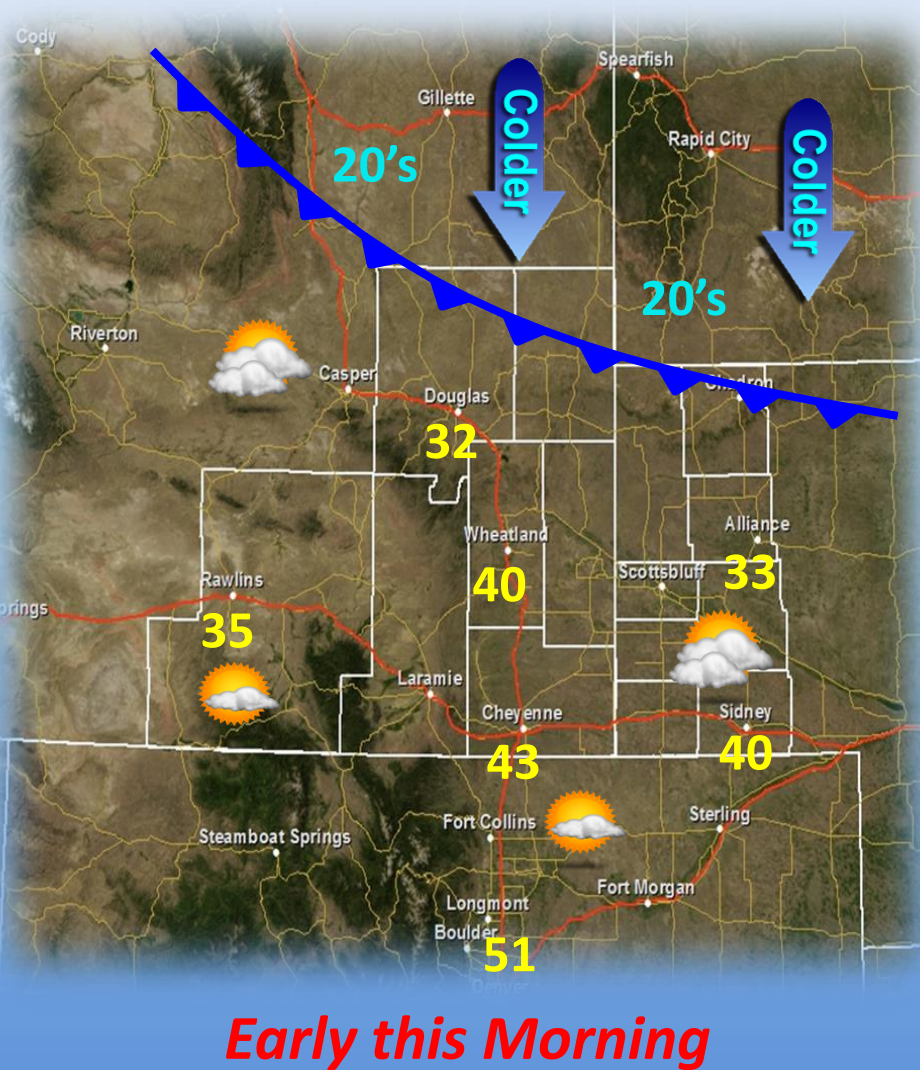 Cody
Spearfish
Gillette
Colder
Rapid City
Colder
20's
20's
Riverton
Casper
Chadron
Douglas
32
Alliance
Wheatland
33
40
Scottsbluff
Rawlins
prings
35
Laramie
Cheyenne
Sidney
43
40
Fort Collins
Sterling
Steamboat Springs
Fort Morgan
Longmont
Boulder
51
Denver
Early this Morning